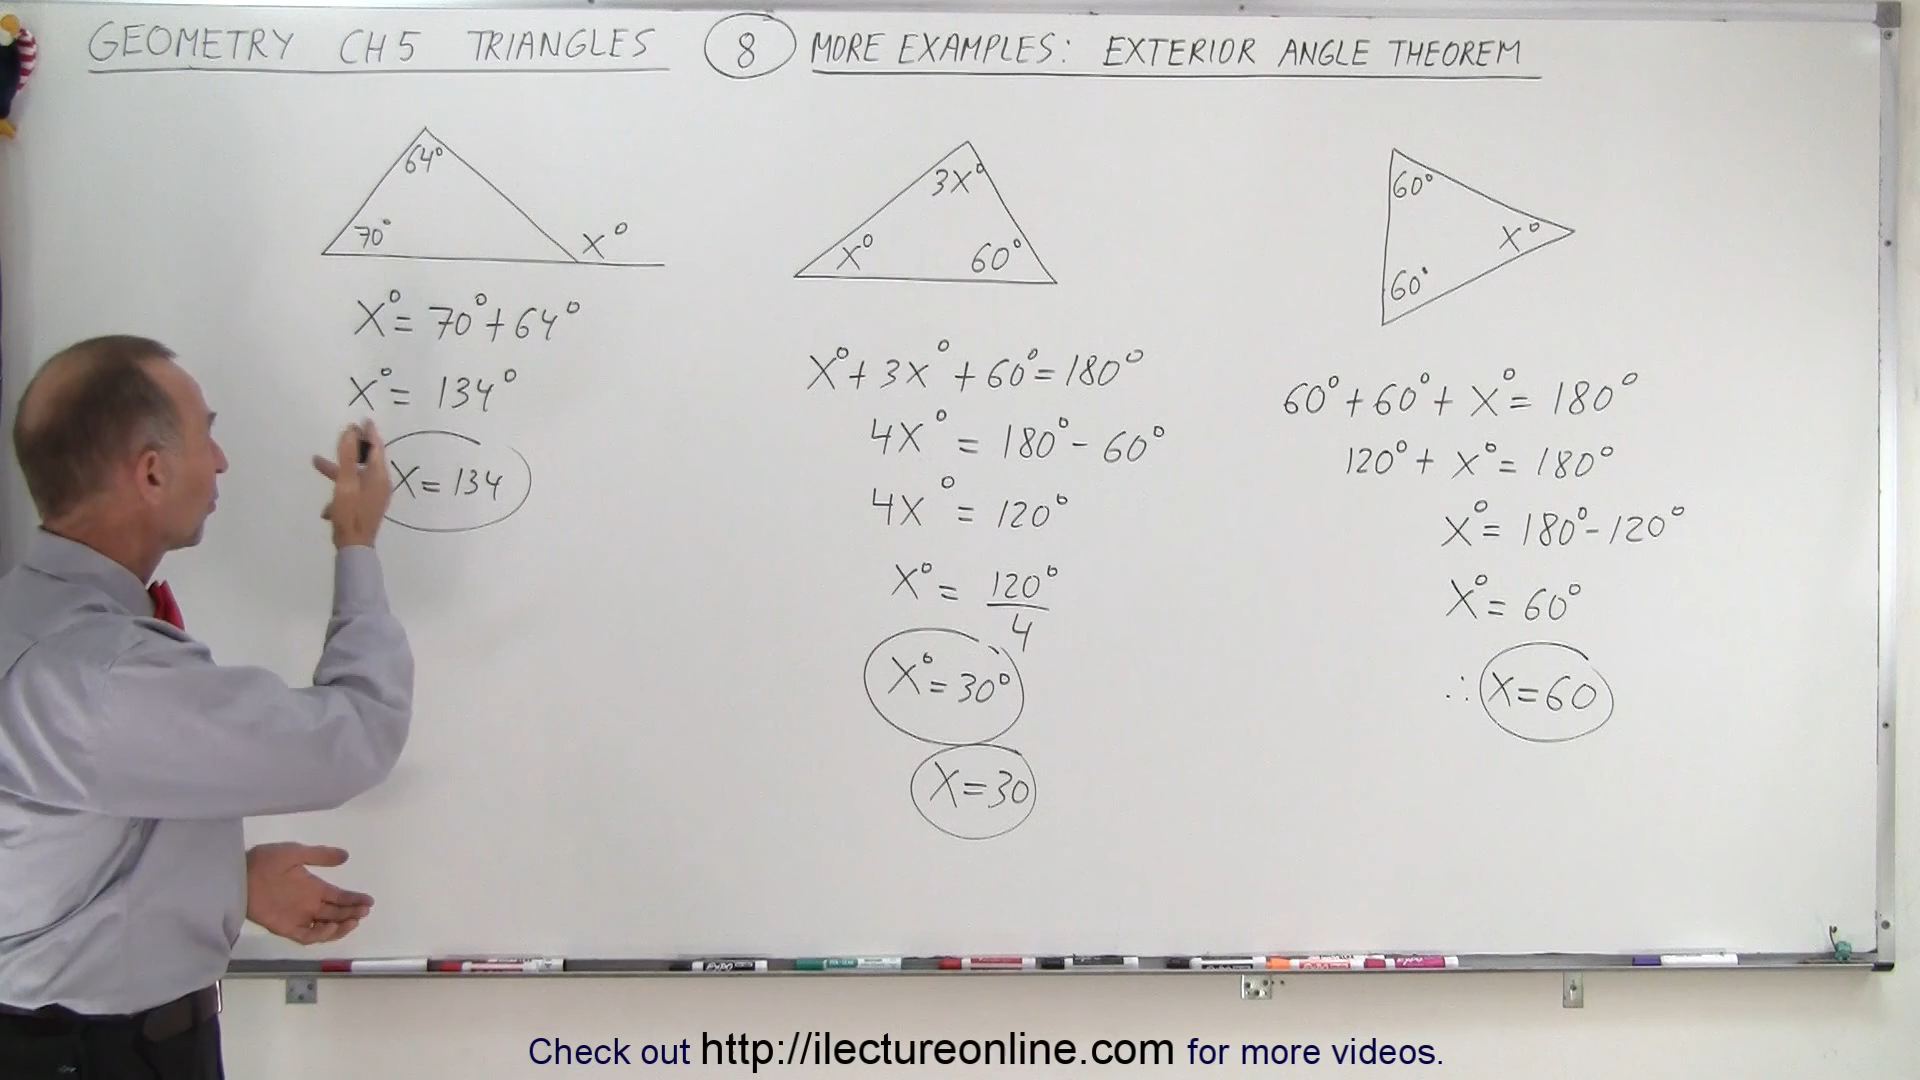 GEOMETRY CH 5 TRIANGLES 8 MORE EXAMPLES: EXTERIOR ANGLE THEOREM
64°
70°
x°
x° = 70° + 64°
x° = 134°
x = 134
3x°
x°
60°
x° + 3x° + 60° = 180°
4x° = 180° - 60°
4x° = 120°
x° = 120°/4
x° = 30°
x = 30
60°
x°
60°
60° + 60° + x° = 180°
120° + x° = 180°
x° = 180° - 120°
x° = 60°
∴ x = 60
Check out http://ilectureonline.com for more videos.